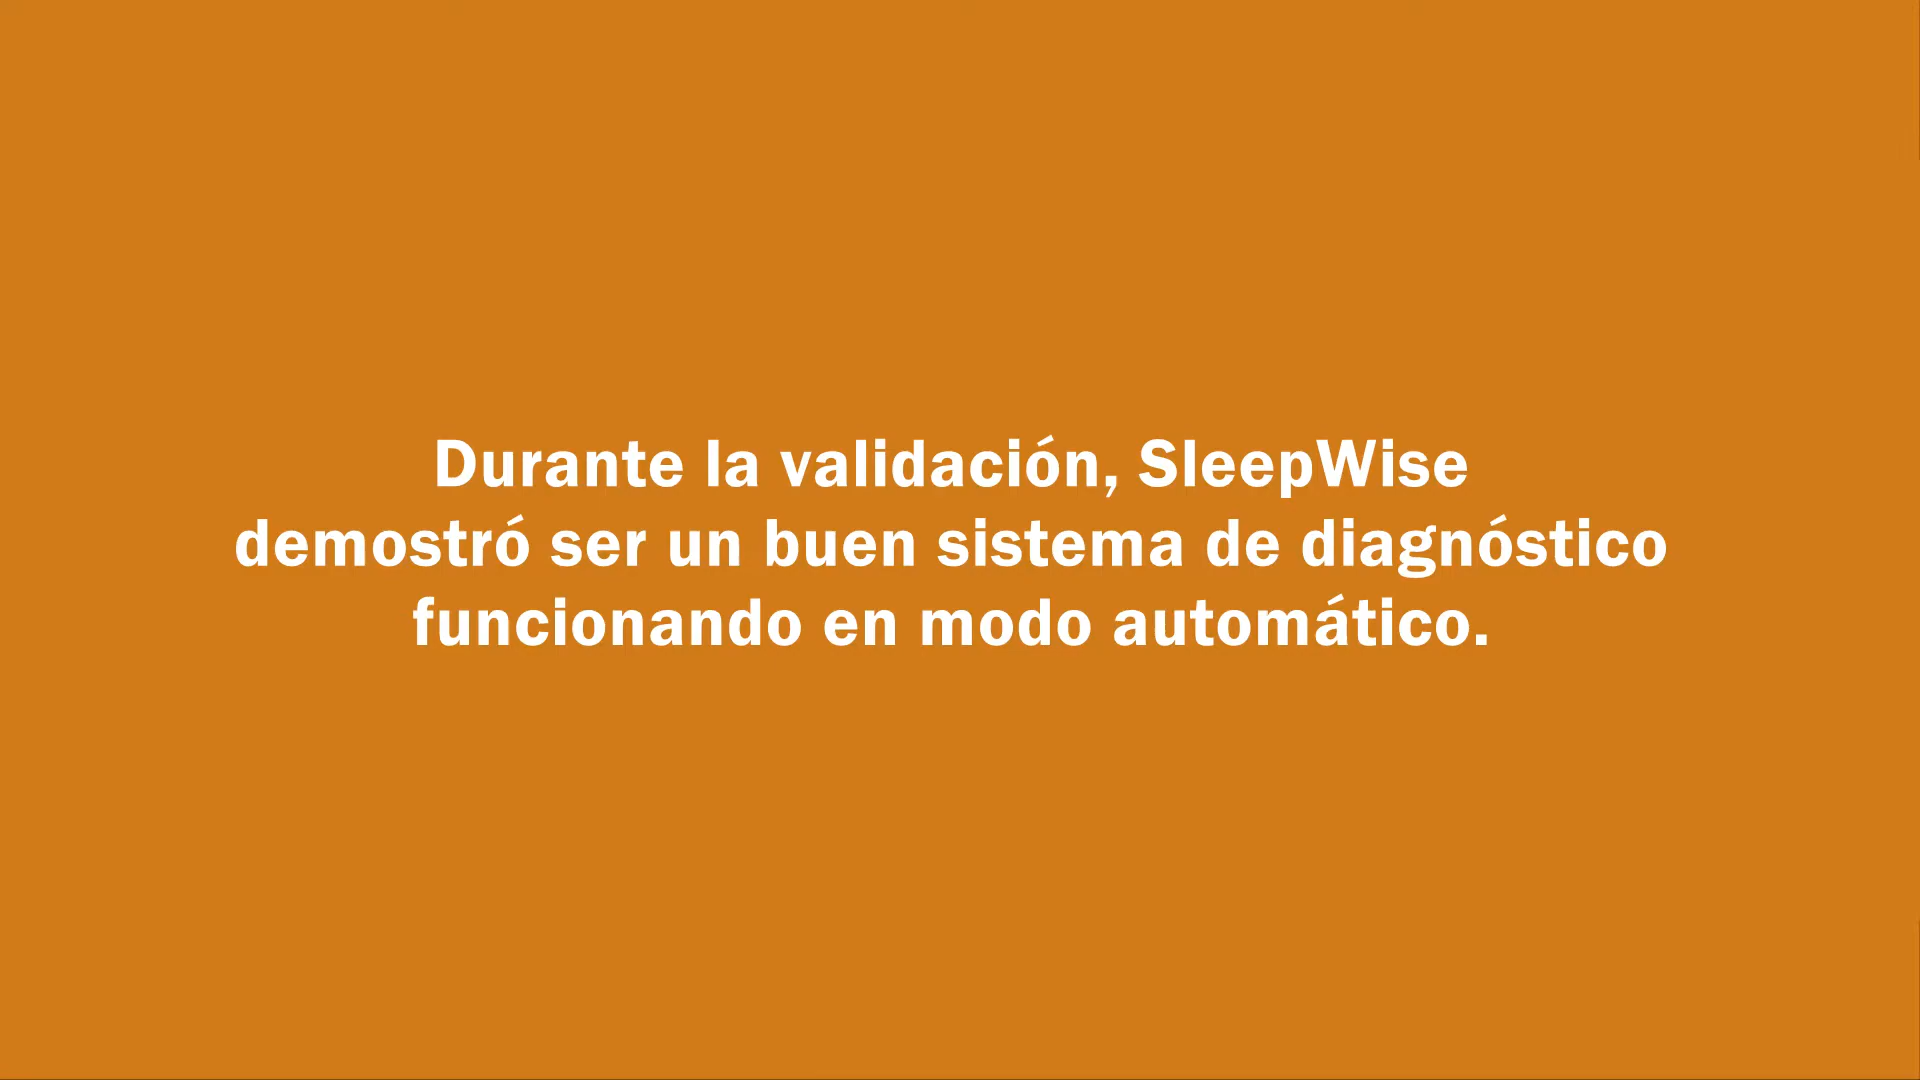 Durante la validación, SleepWise
demostró ser un buen sistema de diagnóstico
funcionando en modo automático.